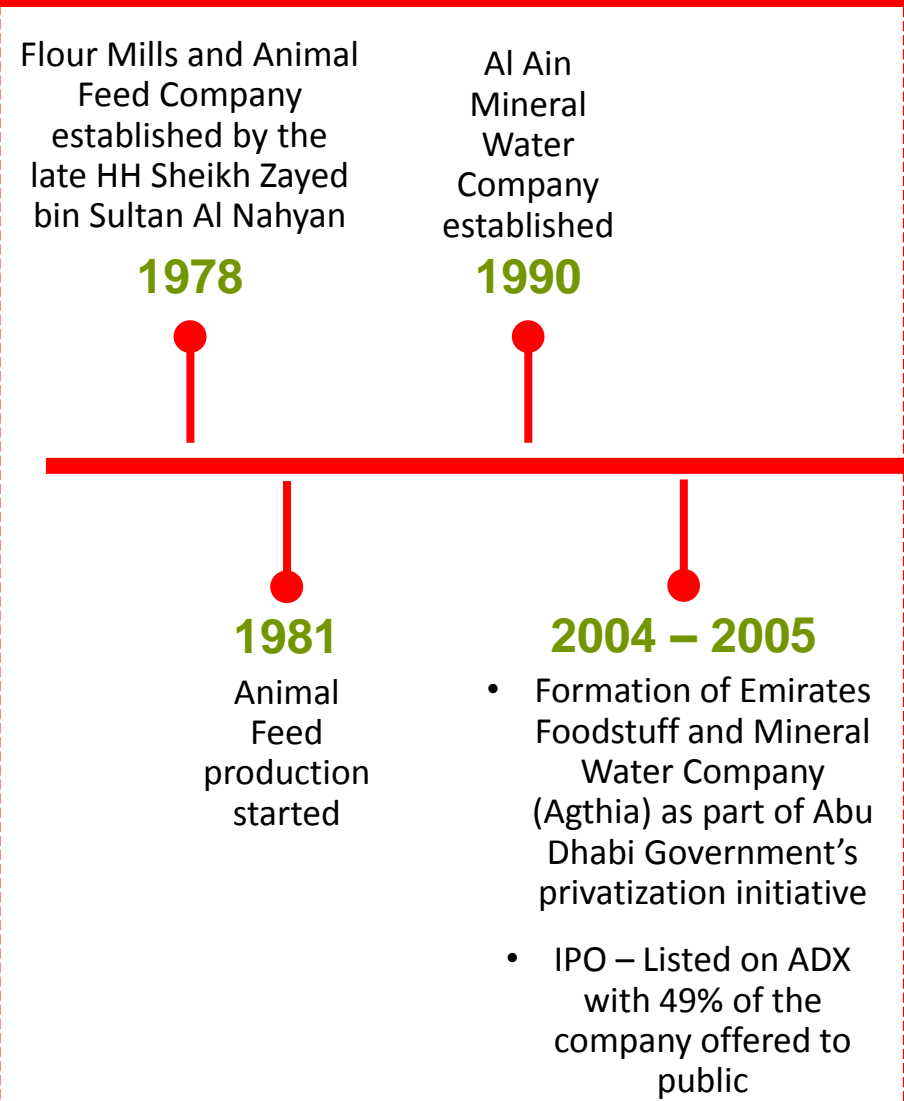 Flour Mills and Animal
Feed Company
established by the
late HH Sheikh Zayed
bin Sultan Al Nahyan
1978
Al Ain
Mineral
Water
Company
established
1990
1981
Animal
Feed
production
started
2004 – 2005
• Formation of Emirates
Foodstuff and Mineral
Water Company
(Agthia) as part of Abu
Dhabi Government’s
privatization initiative
• IPO – Listed on ADX
with 49% of the
company offered to
public